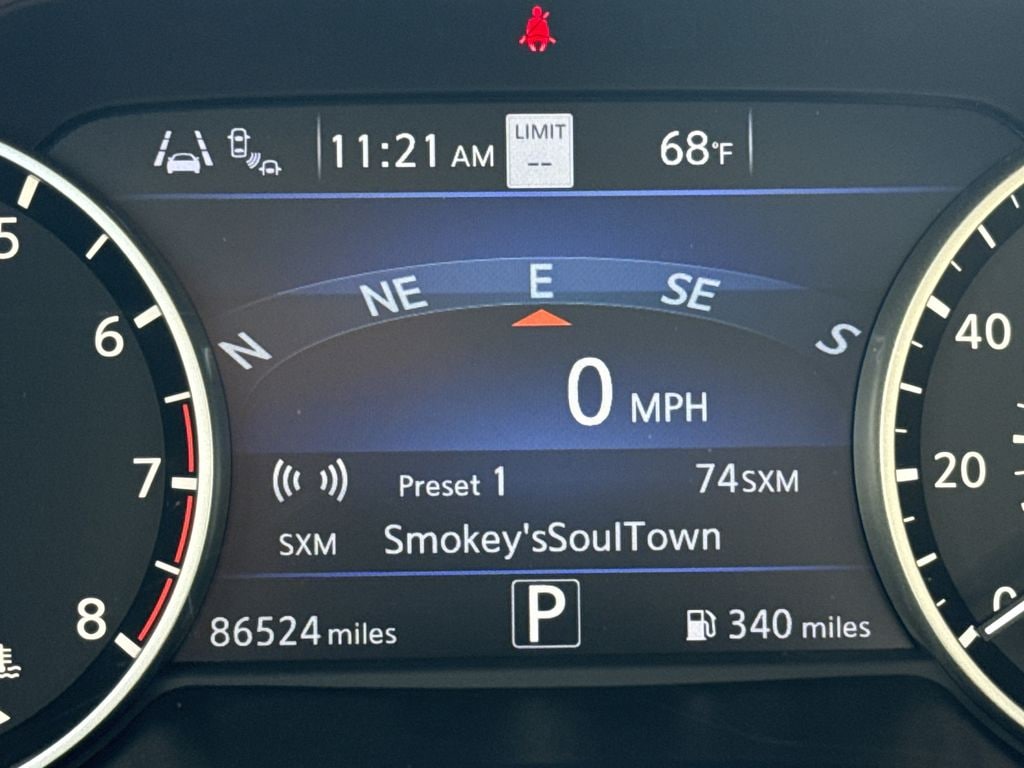 11:21 AM
LIMIT
--
68°F
N NE E SE S
0 MPH
Preset 1
74SXM
SXM
Smokey'sSoulTown
86524 miles
P
340 miles
5
6
7
8
40
20
0